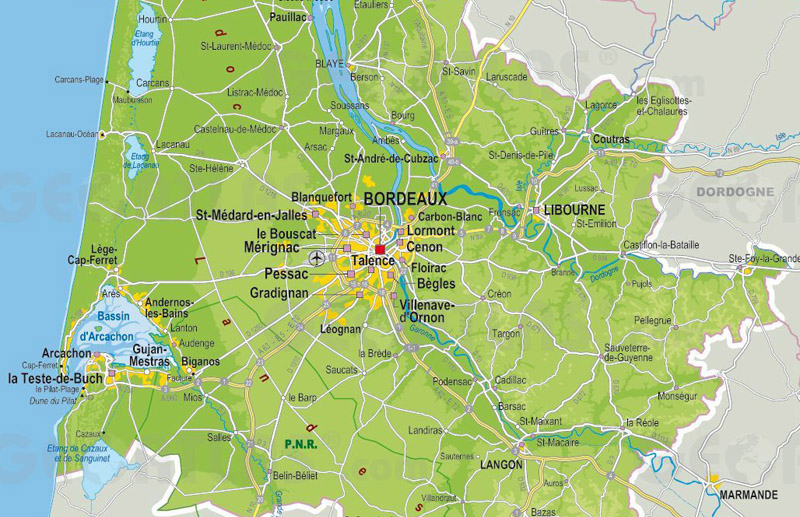 Hourtin
Étang
d'Hourtin
Pauillac
Étauliers
St-Laurent-Médoc
BLAYE
Berson
St-Savin
Laruscade
Carcans-Plage
Carcans
Maubuisson
Listrac-Médoc
Soussans
Bourg
Lagorce
les Eglisottes-
et-Chalaures
Castelnau-de-Médoc
Margaux
Guîtres
Coutras
Isle
Lacanau-Océan
Lacanau
Étang
de Lacanau
Arsac
Ambès
Ste-Hélène
St-André-de-Cubzac
St-Denis-de-Pile
DORDOGNE
Blanquefort
BORDEAUX
Lussac
St-Médard-en-Jalles
Carbon-Blanc
Fronsac
LIBOURNE
St-Emilion
le Bouscat
Lormont
Mérignac
Cenon
Castillon-la-Bataille
Lège-
Cap-Ferret
Talence
Ste-Foy-la-Grande
Pessac
Floirac
Branne
Dordogne
Bègles
Pujols
Gradignan
Créon
Arès
Andernos-
les-Bains
Villenave-
d'Ornon
Bassin
d'Arcachon
Lanton
Léognan
Garonne
Targon
Pellegrue
Audenge
Arcachon
Gujan-
Mestras
la Brède
Sauveterre-
de-Guyenne
Cap-Ferret
Biganos
la Teste-de-Buch
Facture
Saucats
Podensac
Cadillac
le Pilat-Plage
Dune du Pilat
Mios
le Barp
Barsac
Monségur
St-Maixant
la Réole
Cazaux
Salles
Landiras
P.N.R.
St-Macaire
Étang de Cazaux
et de Sanguinet
Sauternes
LANGON
Belin-Béliet
Auros
MARMANDE
Villandraut
Bazas
d o c
L a n d e s